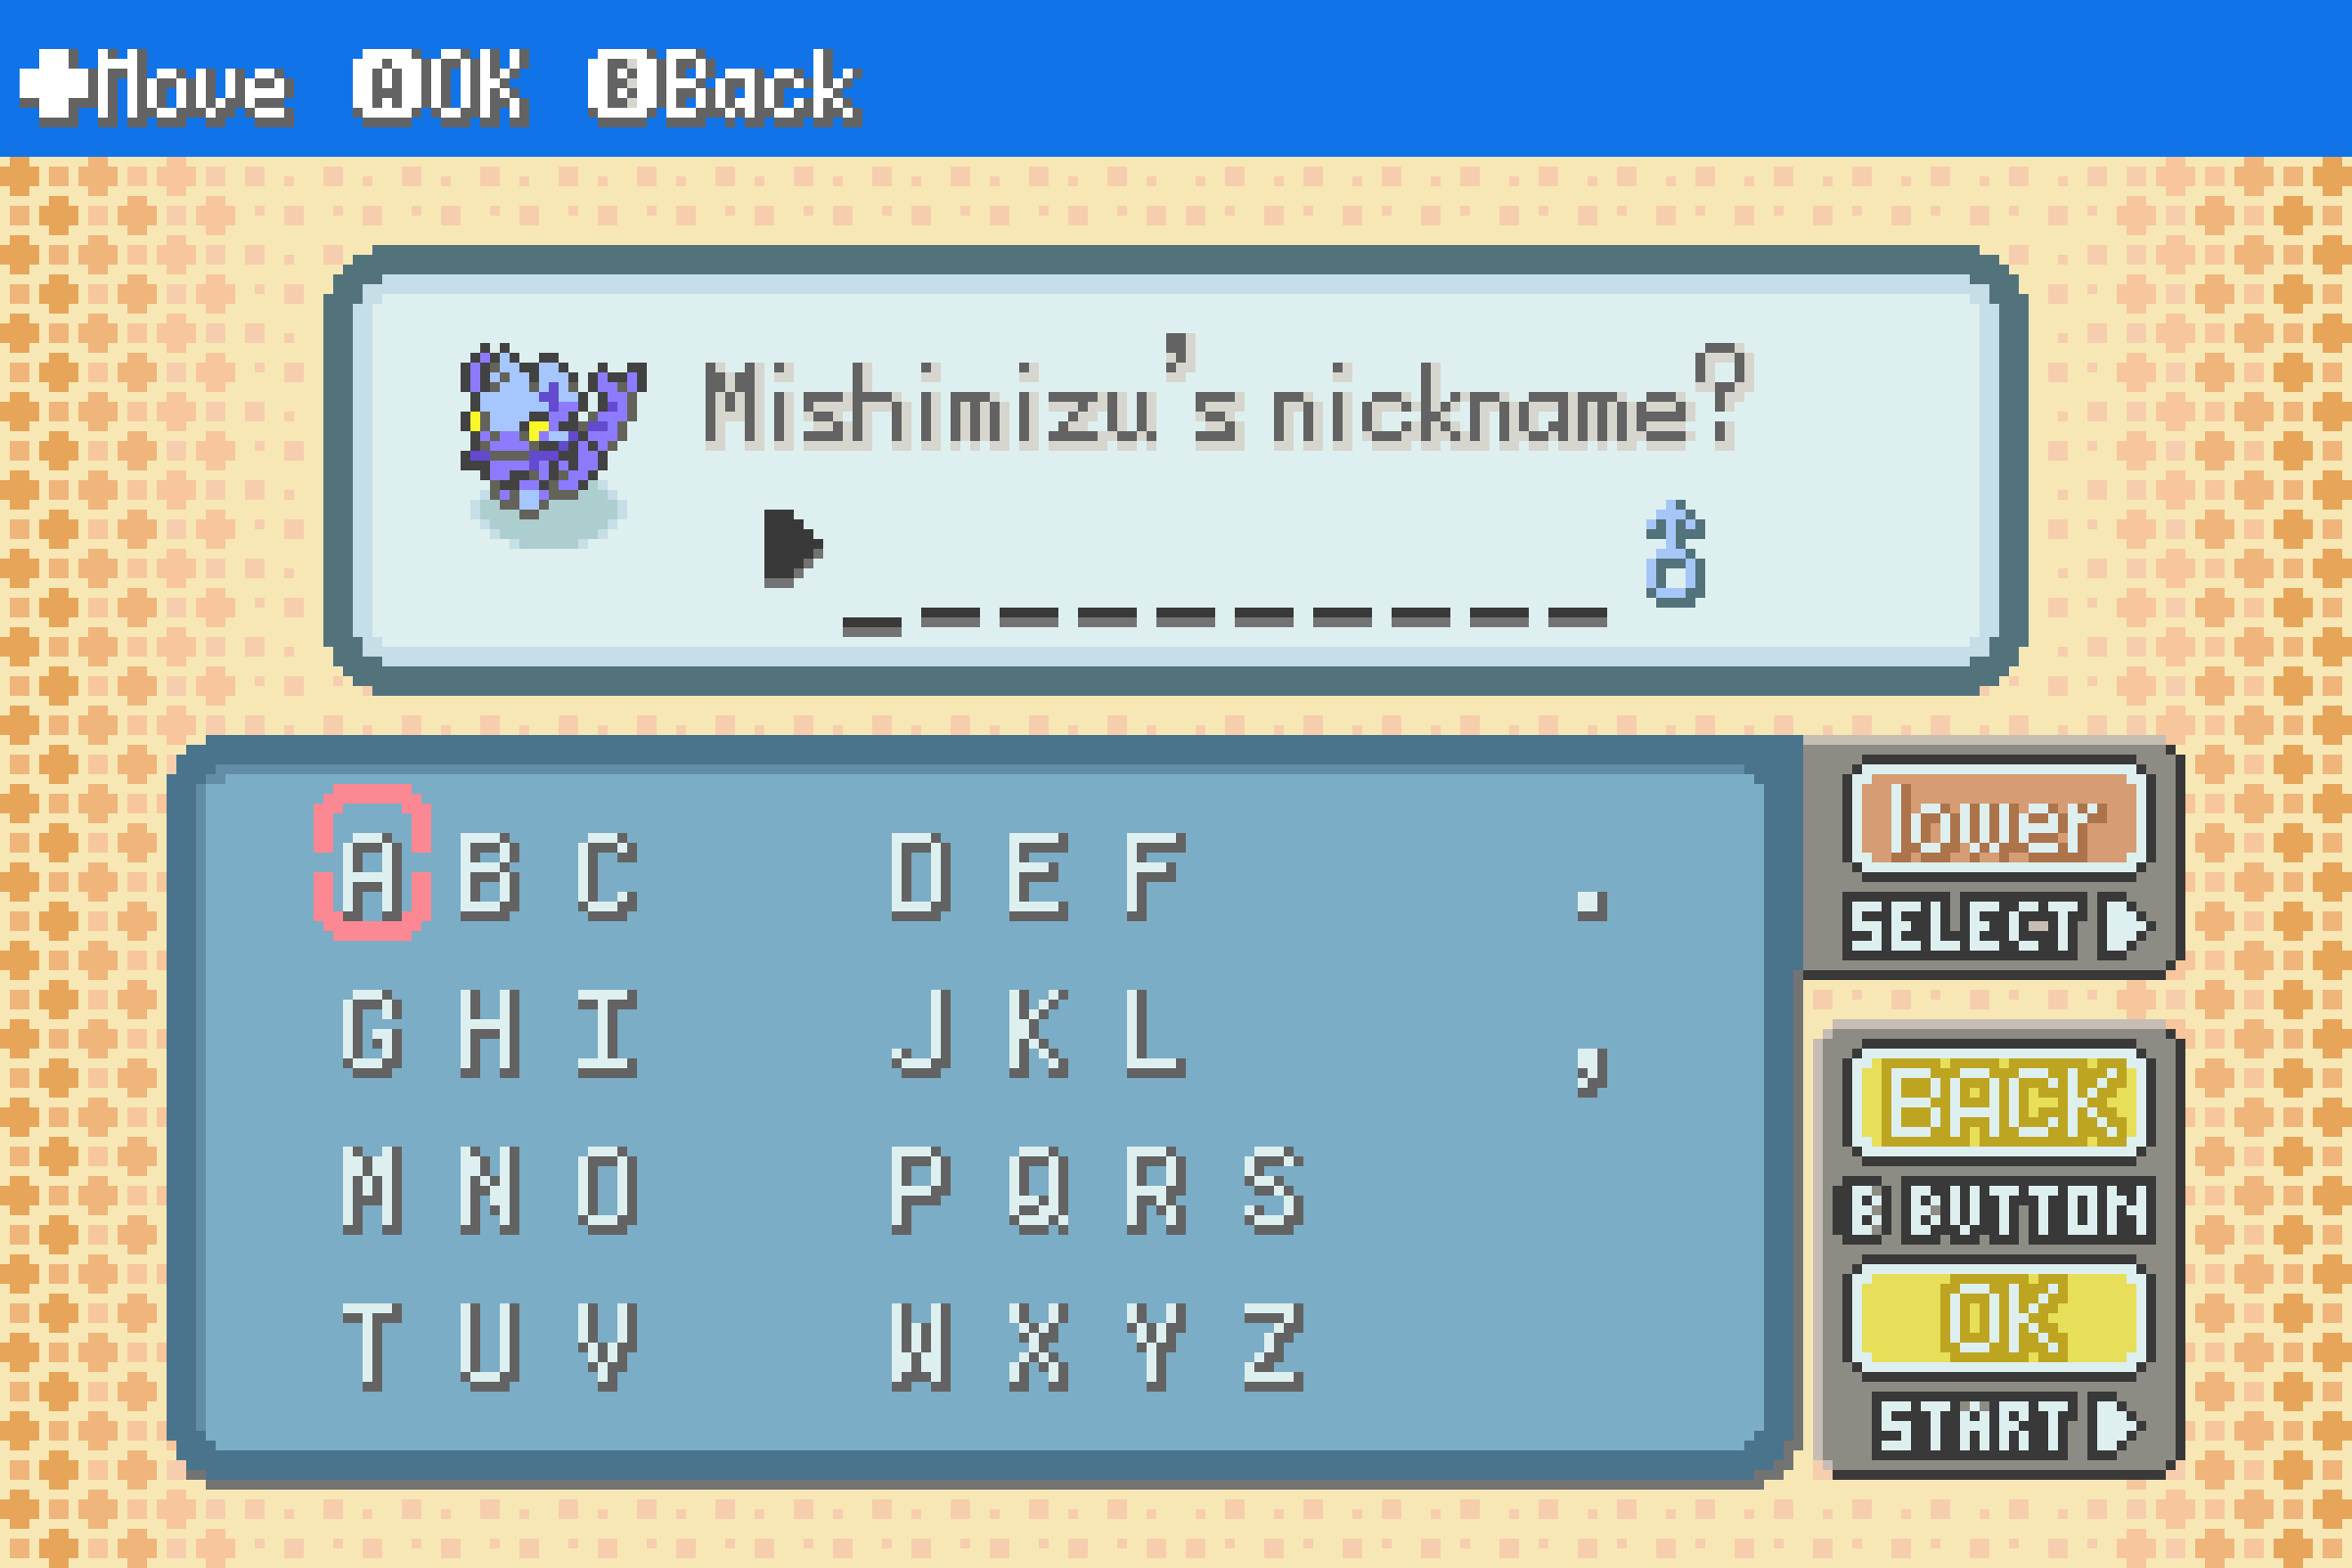 Move A OK B Back
Mishimizu's nickname?
♂
A B C D E F .
G H I J K L ,
M N O P Q R S
T U V W X Y Z
lower
SELECT
BACK
B BUTTON
OK
START